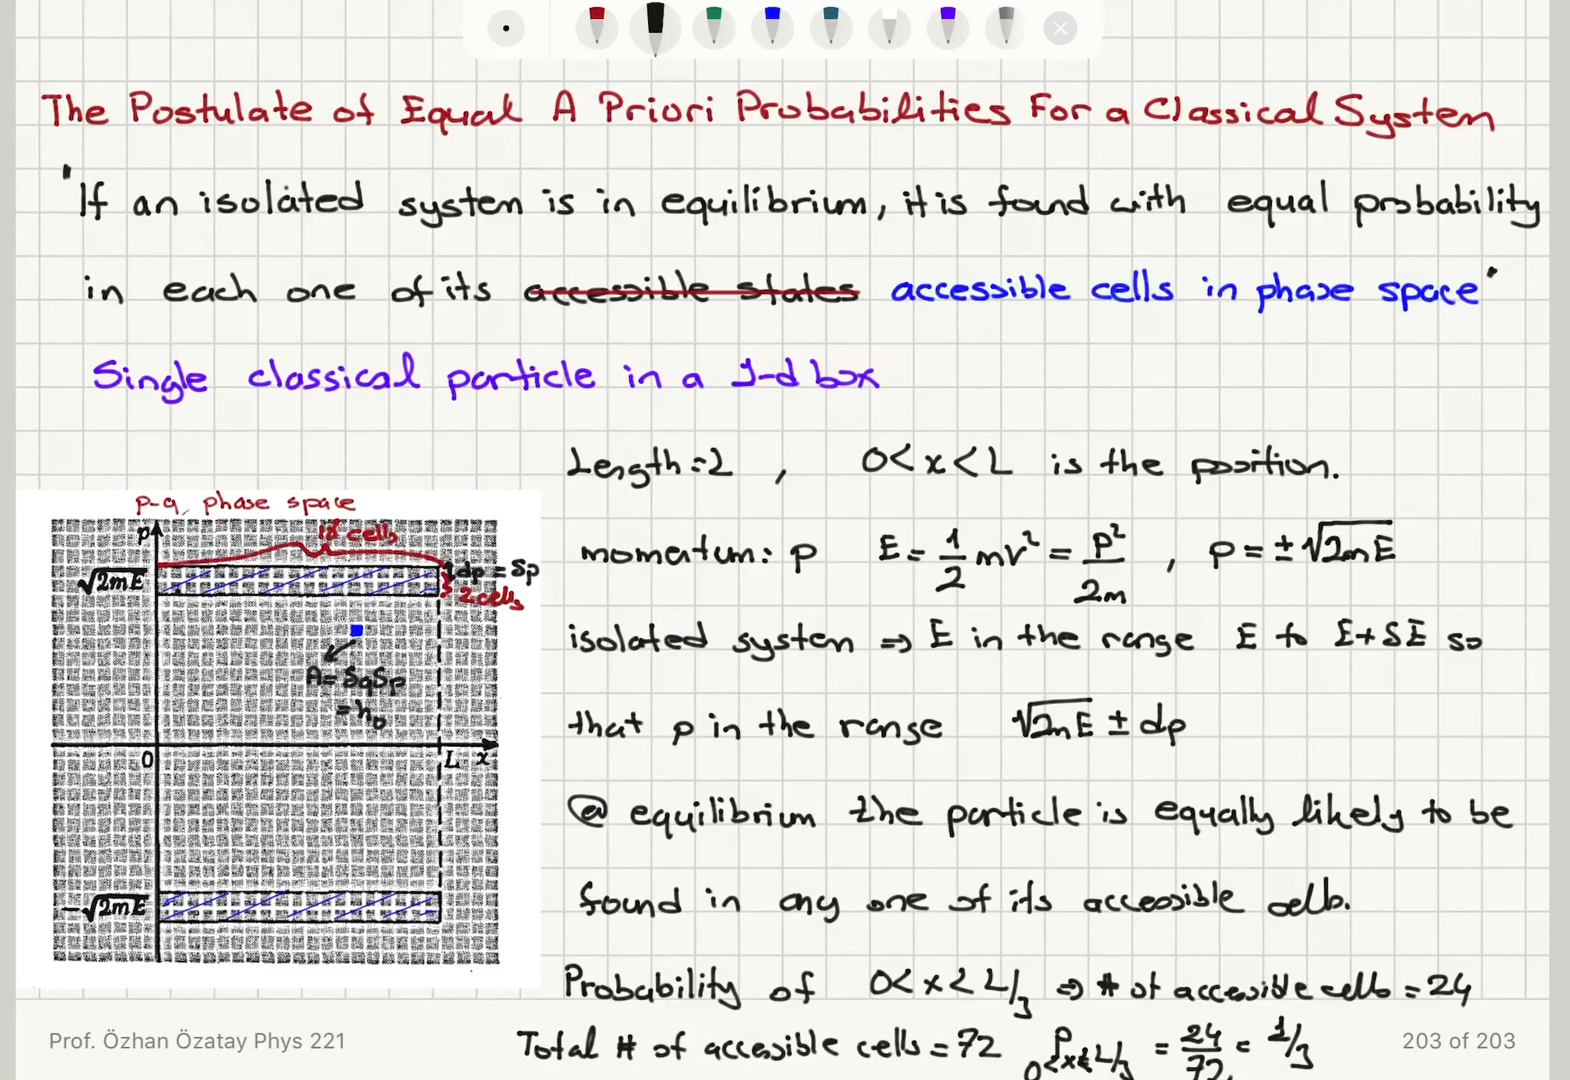 The Postulate of Equal A Priori Probabilities For a Classical System
"If an isolated system is in equilibrium, it is found with equal probability
in each one of its accessible states accessible cells in phase space"
Single classical particle in a 1-d box
Length=L , 0<x<L is the position.
momentum: p E = 1/2 mv² = p²/2m , p = ±√2mE
isolated system ⇒ E in the range E to E+δE so
that p in the range √2mE ± dp
@ equilibrium the particle is equally likely to be
found in any one of its accessible cells.
Probability of 0<x<L/3 ⇒ # of accessible cells = 24
Total # of accessible cells = 72 P0<x<L/3 = 24/72 = 1/3
p-q phase space
p
18 cells
√2mE
dp = δp
2 cells
A = δqδp
= h₀
0
L
x
-√2mE
Prof. Özhan Özatay Phys 221
203 of 203